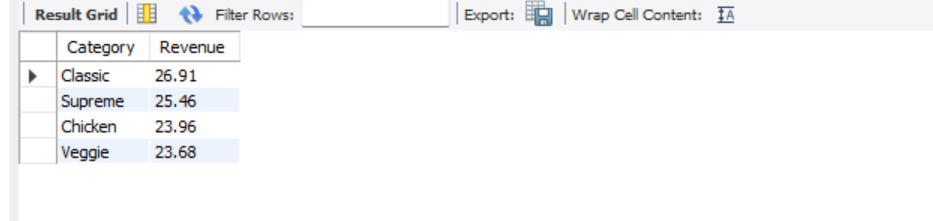 Result Grid Filter Rows: Export: Wrap Cell Content: IA
Category Revenue
Classic 26.91
Supreme 25.46
Chicken 23.96
Veggie 23.68